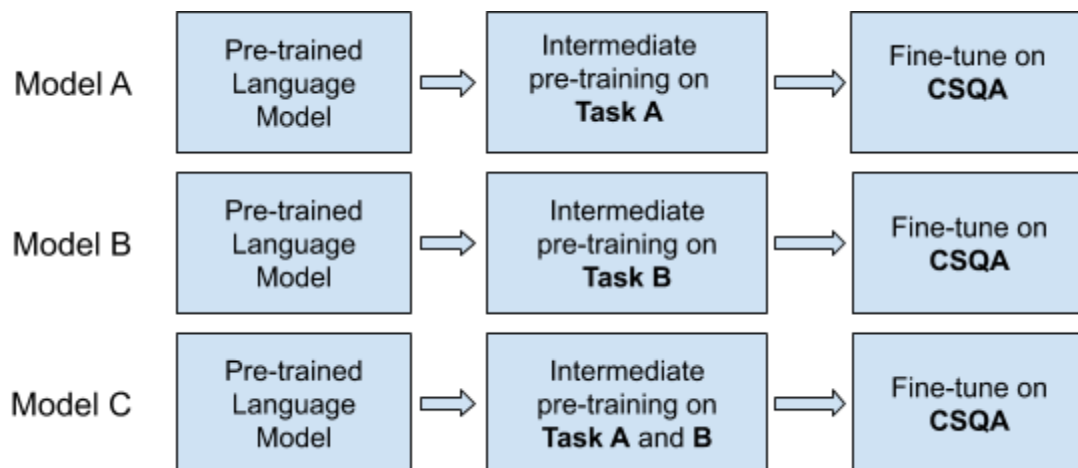 Model A
Pre-trained
Language
Model
Intermediate
pre-training on
Task A
Fine-tune on
CSQA
Model B
Pre-trained
Language
Model
Intermediate
pre-training on
Task B
Fine-tune on
CSQA
Model C
Pre-trained
Language
Model
Intermediate
pre-training on
Task A and B
Fine-tune on
CSQA